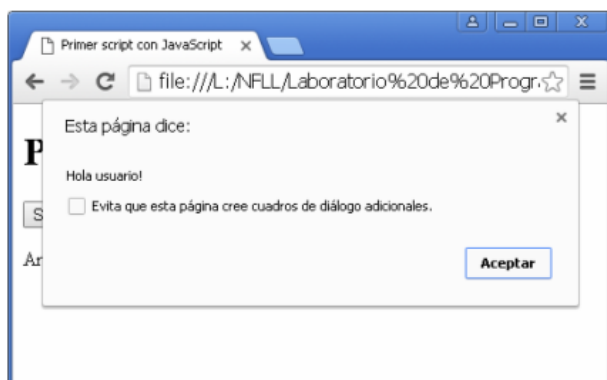 Primer script con JavaScript
file:///L:/NFLL/Laboratorio%20de%20Progr
Esta página dice:
P
Hola usuario!
S
Evita que esta página cree cuadros de diálogo adicionales.
Ar
Aceptar